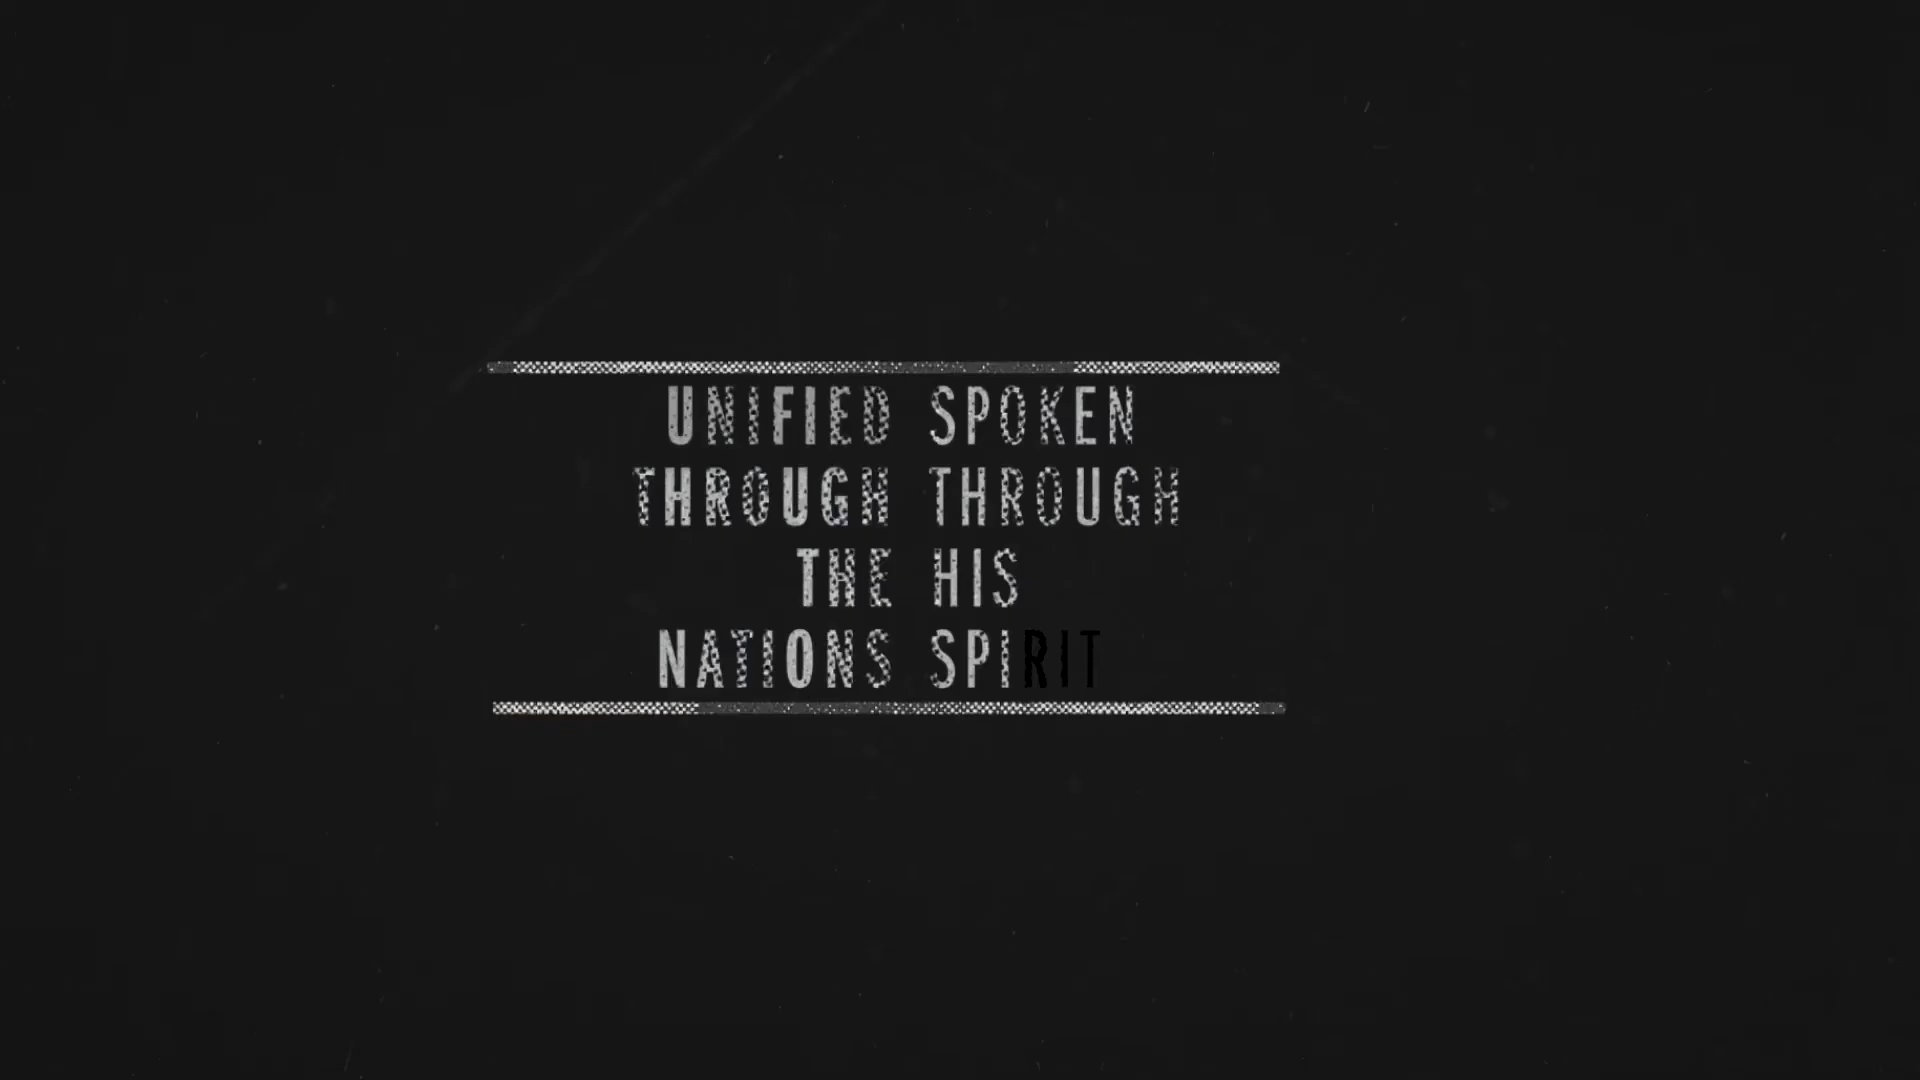 UNIFIED SPOKEN
THROUGH THROUGH
THE HIS
NATIONS SPIRIT